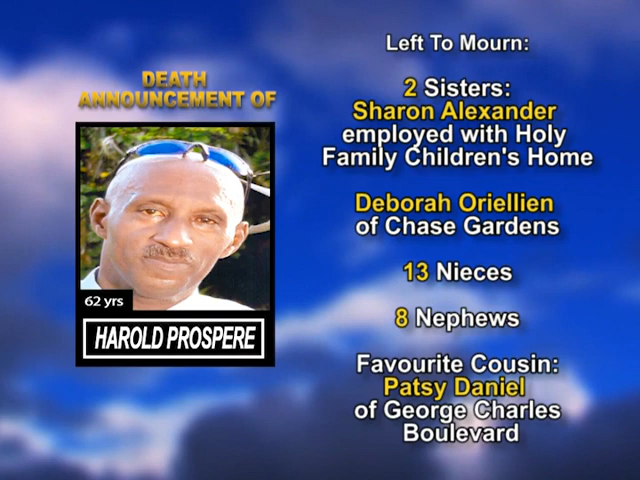 DEATH
ANNOUNCEMENT OF
62 yrs
HAROLD PROSPERE
Left To Mourn:
2 Sisters:
Sharon Alexander
employed with Holy
Family Children's Home
Deborah Oriellien
of Chase Gardens
13 Nieces
8 Nephews
Favourite Cousin:
Patsy Daniel
of George Charles
Boulevard